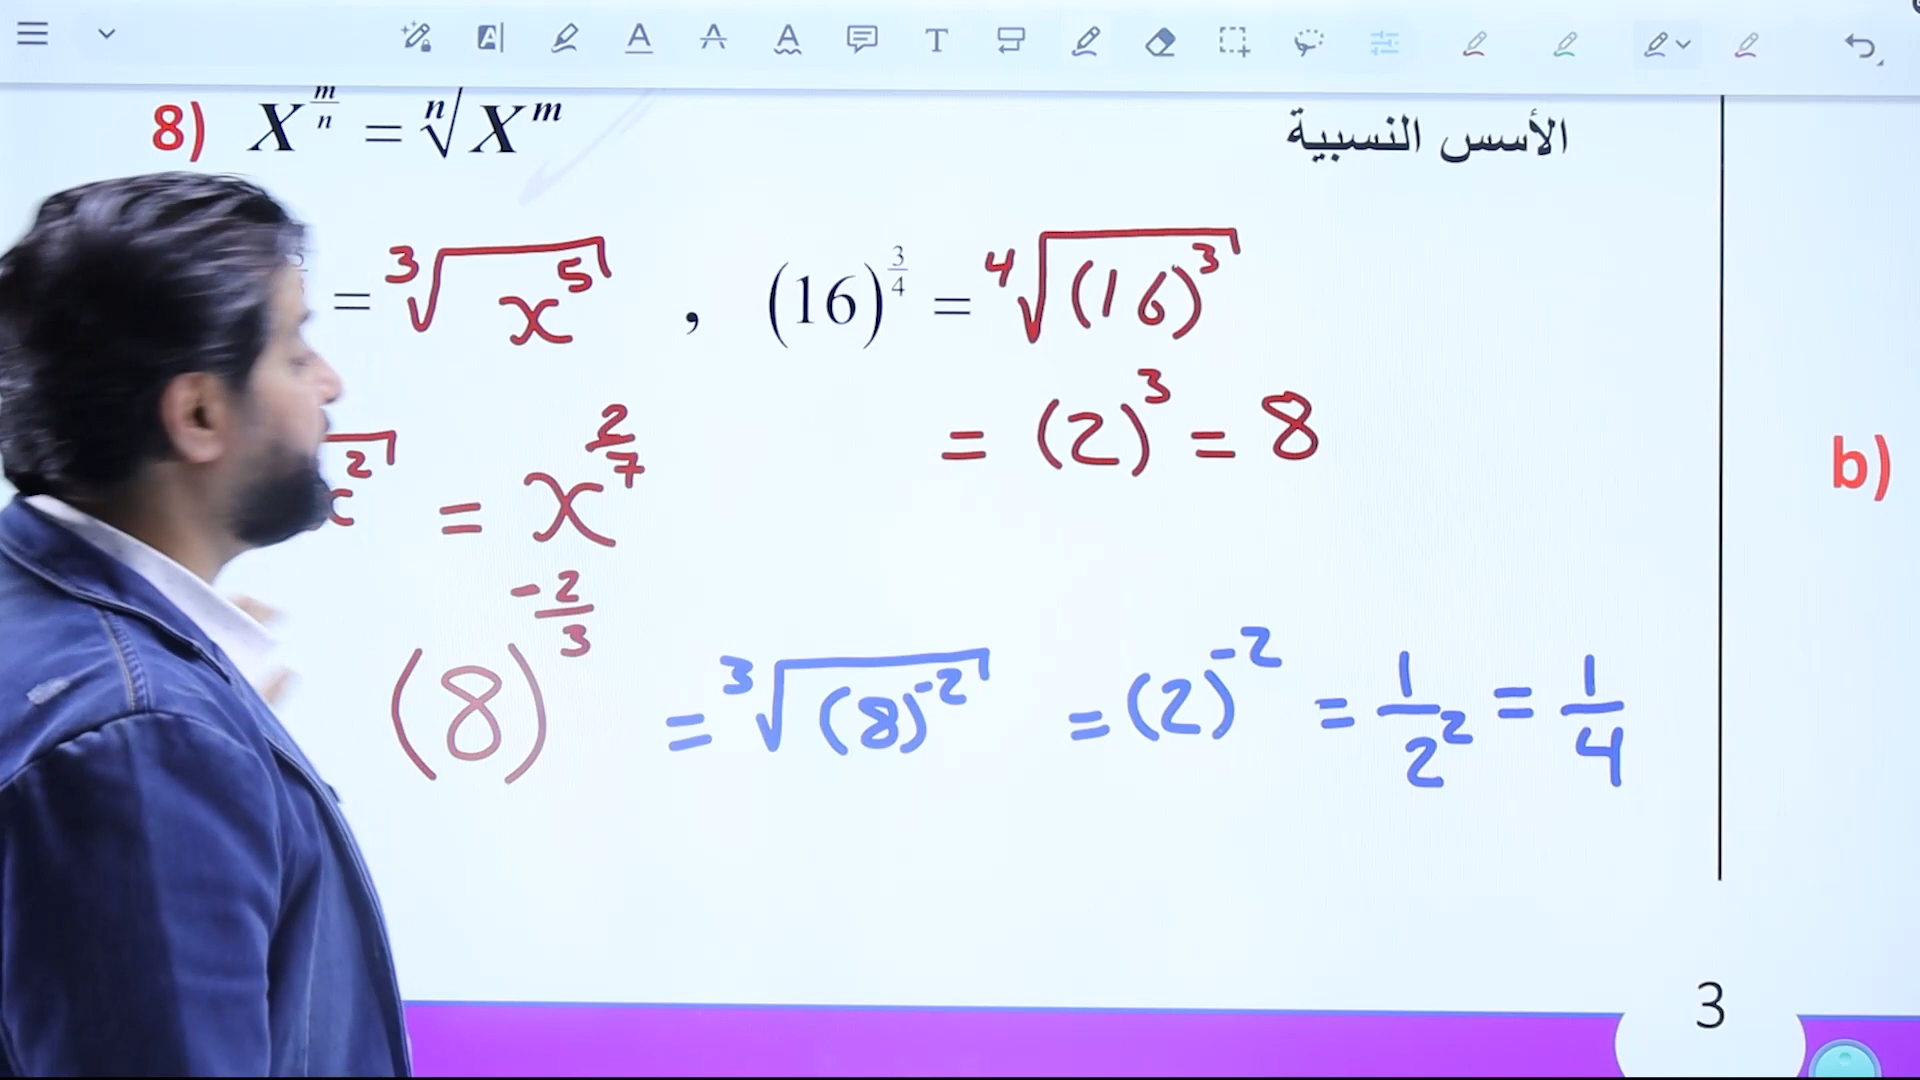 8) X^{m/n} = ⁿ√X^m الأسس النسبية
= ³√x⁵ , (16)^{3/4} = ⁴√(16)³
= (2)³ = 8
x² = x^{2/7}
b)
(8)^{-2/3} = ³√(8)⁻² = (2)⁻² = 1/2² = 1/4
3